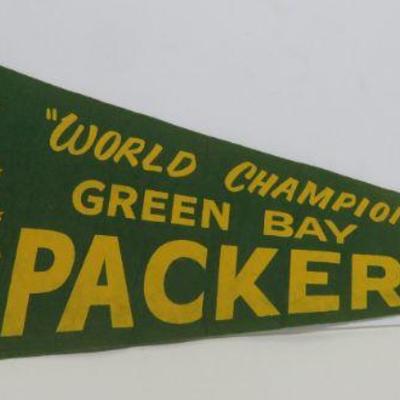 "WORLD CHAMPIO
GREEN BAY
PACKER